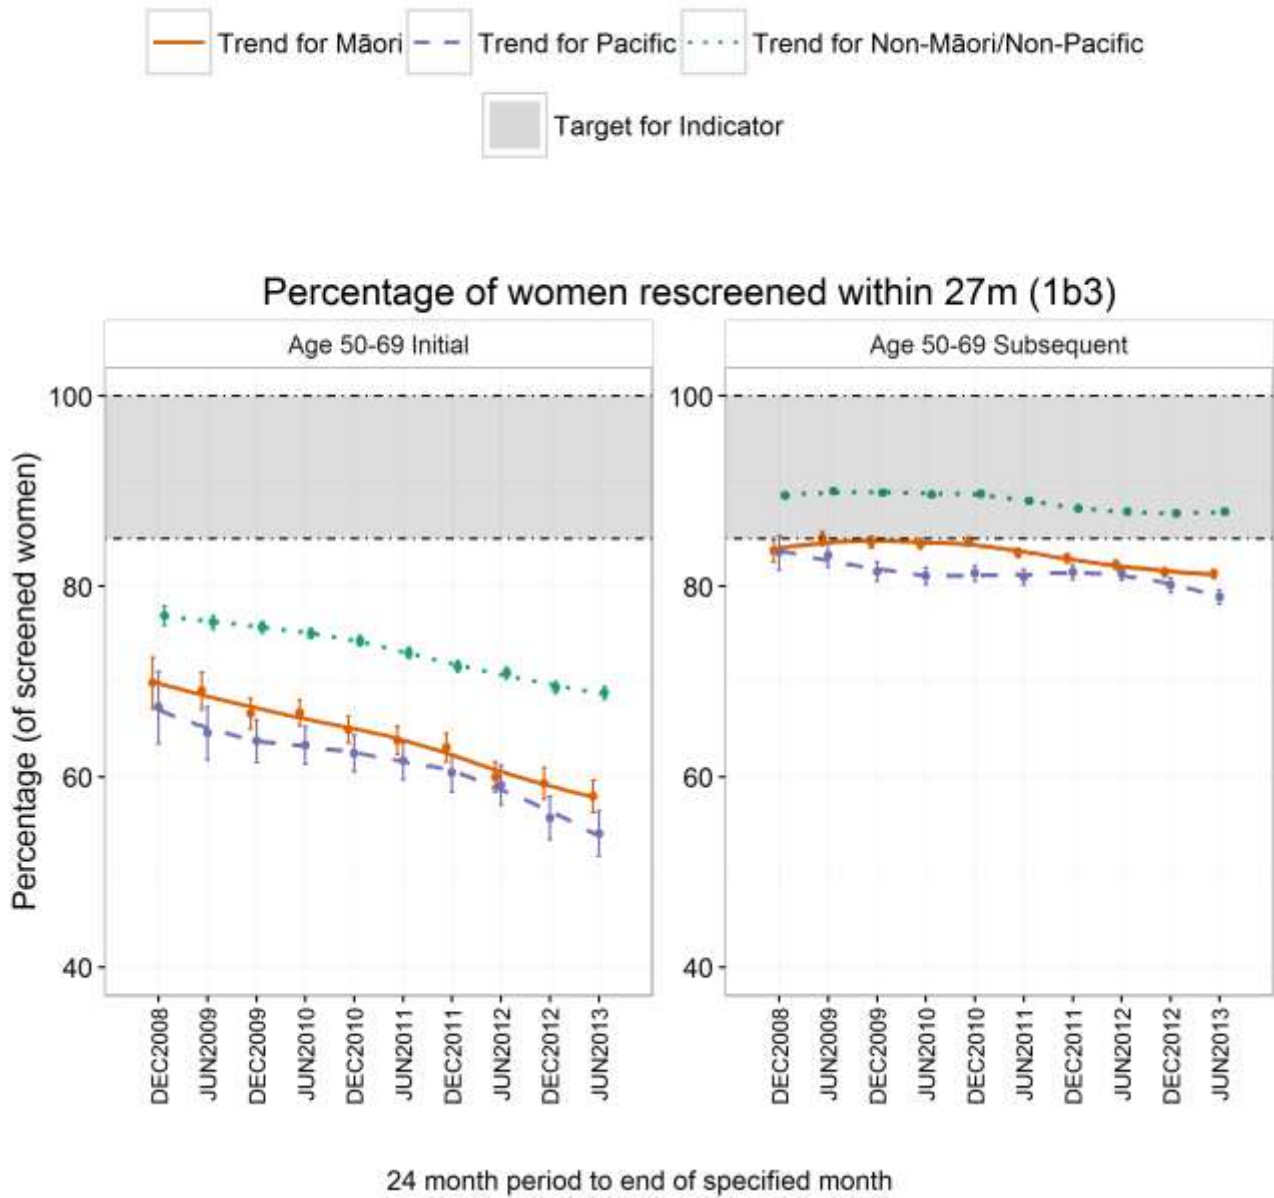 Trend for Māori Trend for Pacific Trend for Non-Māori/Non-Pacific
Target for Indicator
Percentage of women rescreened within 27m (1b3)
Age 50-69 Initial
Age 50-69 Subsequent
Percentage (of screened women)
100
80
60
40
100
80
60
40
DEC2008
JUN2009
DEC2009
JUN2010
DEC2010
JUN2011
DEC2011
JUN2012
DEC2012
JUN2013
DEC2008
JUN2009
DEC2009
JUN2010
DEC2010
JUN2011
DEC2011
JUN2012
DEC2012
JUN2013
24 month period to end of specified month